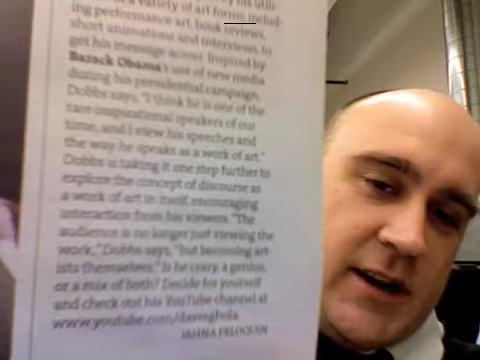 a variety of art forms, includ-
ing performance art, book reviews,
short animations and interviews, to
get his message across. Inspired by
Barack Obama's use of new media
during his presidential campaign,
Dobbs says, "I think he is one of the
rare inspirational speakers of our
time, and I view his speeches and
the way he speaks as a work of art."
Dobbs is taking it one step further to
explore the concept of discourse as
a work of art in itself, encouraging
interaction from his viewers. "The
audience is no longer just viewing the
work," Dobbs says, "but becoming art-
ists themselves." Is he crazy, a genius,
or a mix of both? Decide for yourself
and check out his YouTube channel at
www.youtube.com/
JAHNA PELOQUIN